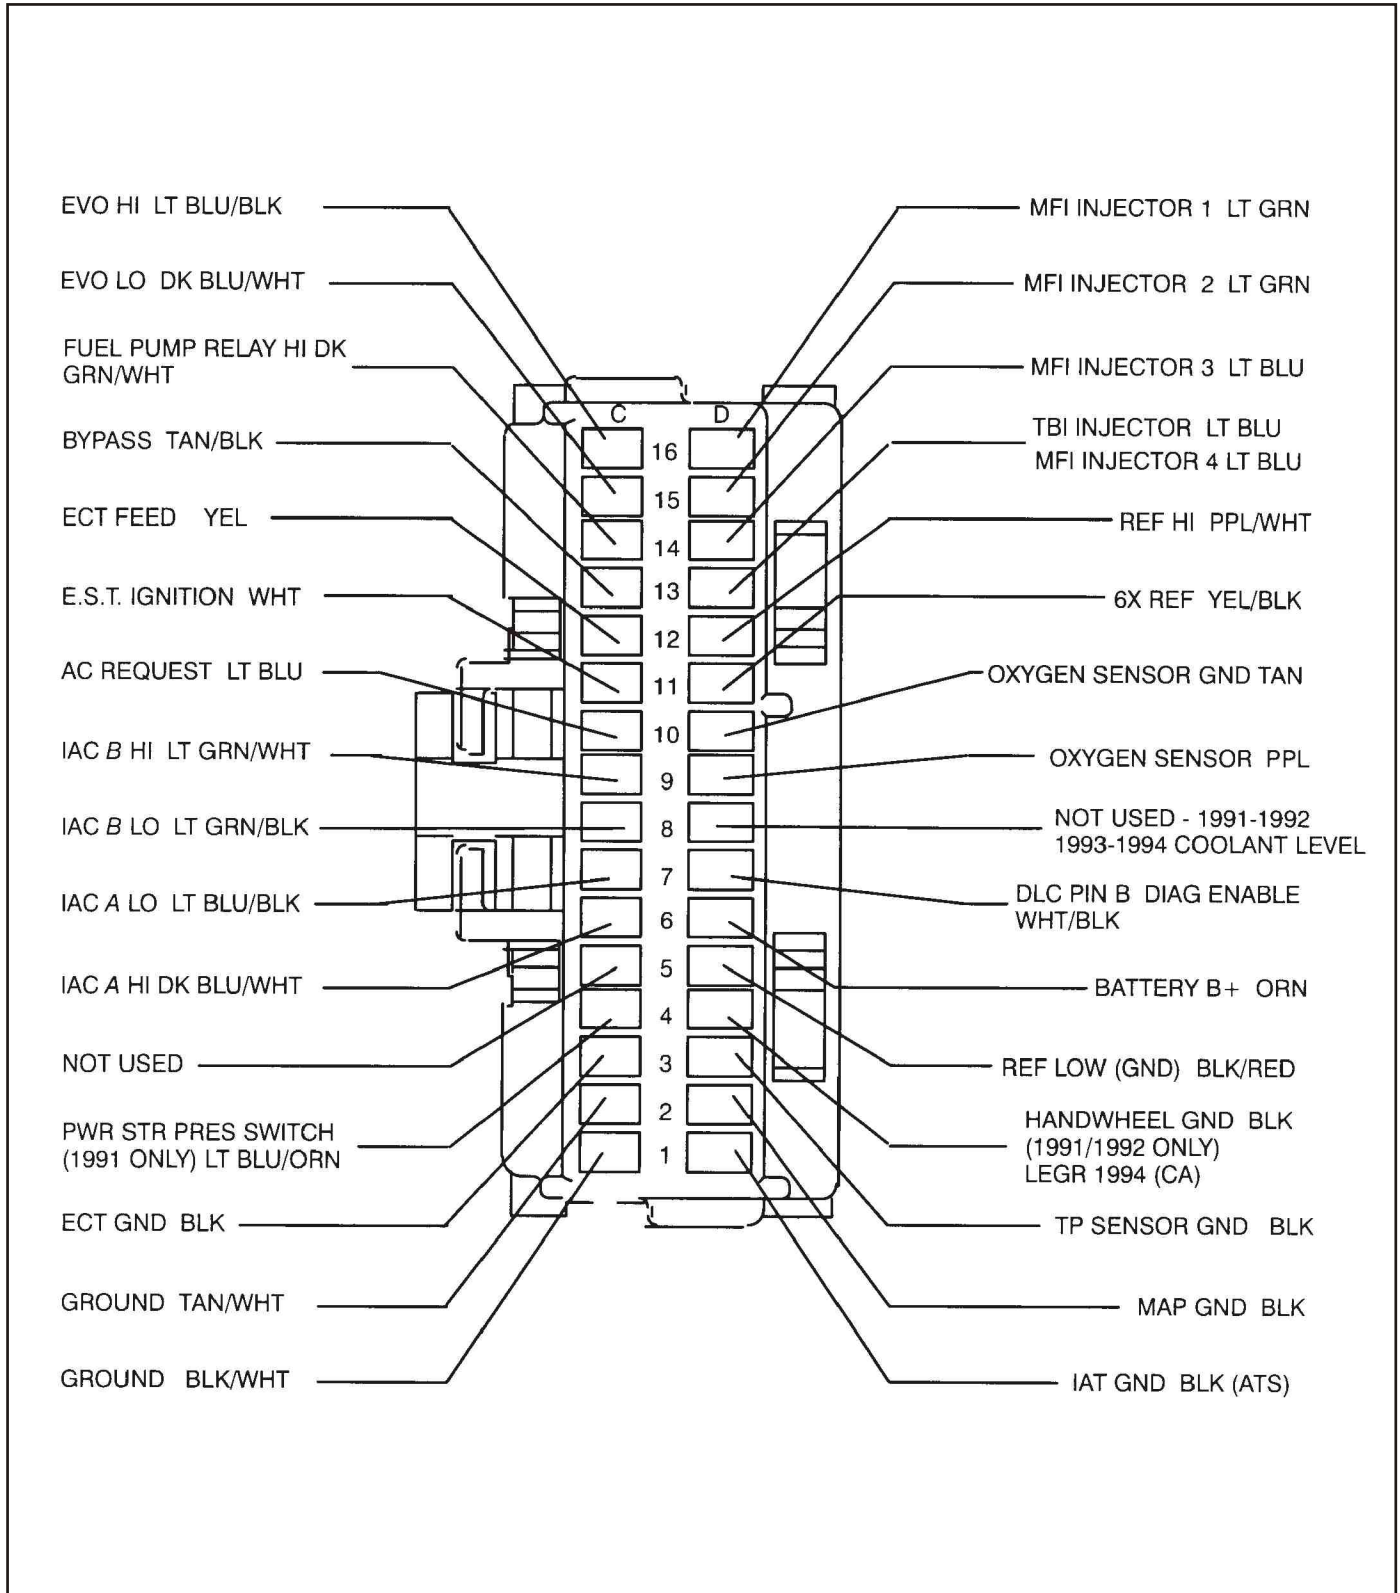 EVO HI LT BLU/BLK
EVO LO DK BLU/WHT
FUEL PUMP RELAY HI DK
GRN/WHT
BYPASS TAN/BLK
ECT FEED YEL
E.S.T. IGNITION WHT
AC REQUEST LT BLU
IAC B HI LT GRN/WHT
IAC B LO LT GRN/BLK
IAC A LO LT BLU/BLK
IAC A HI DK BLU/WHT
NOT USED
PWR STR PRES SWITCH
(1991 ONLY) LT BLU/ORN
ECT GND BLK
GROUND TAN/WHT
GROUND BLK/WHT
C D
16
15
14
13
12
11
10
9
8
7
6
5
4
3
2
1
MFI INJECTOR 1 LT GRN
MFI INJECTOR 2 LT GRN
MFI INJECTOR 3 LT BLU
TBI INJECTOR LT BLU
MFI INJECTOR 4 LT BLU
REF HI PPL/WHT
6X REF YEL/BLK
OXYGEN SENSOR GND TAN
OXYGEN SENSOR PPL
NOT USED - 1991-1992
1993-1994 COOLANT LEVEL
DLC PIN B DIAG ENABLE
WHT/BLK
BATTERY B+ ORN
REF LOW (GND) BLK/RED
HANDWHEEL GND BLK
(1991/1992 ONLY)
LEGR 1994 (CA)
TP SENSOR GND BLK
MAP GND BLK
IAT GND BLK (ATS)